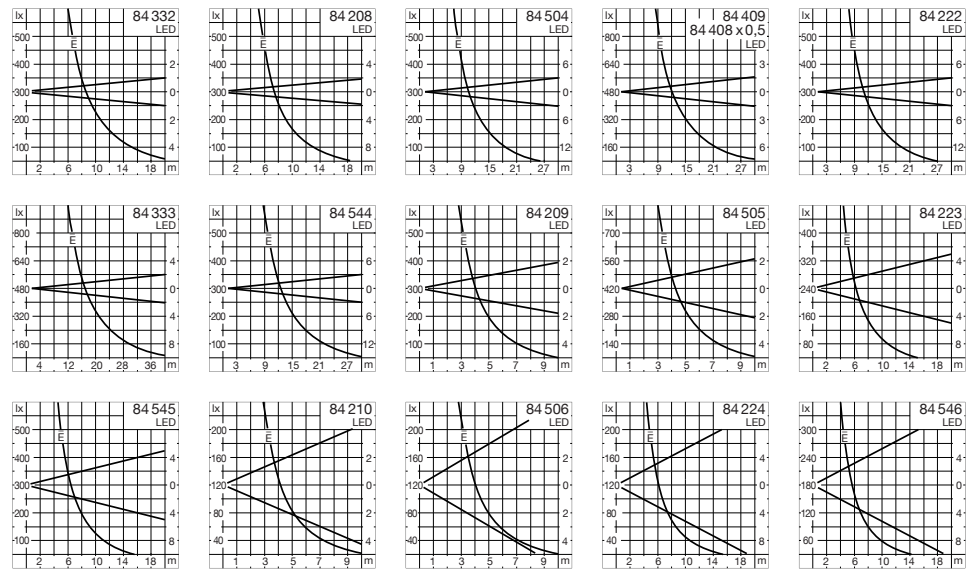 lx 84 332
LED
500
E
400 2
300 0
200 2
100 4
2 6 10 14 18 m
lx 84 208
LED
500
E
400 4
300 0
200 4
100 8
2 6 10 14 18 m
lx 84 504
LED
500
E
400 6
300 0
200 6
100 12
3 9 15 21 27 m
lx 84 409
84 408 x 0,5
LED
800
E
640 3
480 0
320 3
160 6
3 9 15 21 27 m
lx 84 222
LED
500
E
400 6
300 0
200 6
100 12
3 9 15 21 27 m
lx 84 333
LED
800
E
640 4
480 0
320 4
160 8
4 12 20 28 36 m
lx 84 544
LED
500
E
400 6
300 0
200 6
100 12
3 9 15 21 27 m
lx 84 209
LED
500
E
400 2
300 0
200 2
100 4
1 3 5 7 9 m
lx 84 505
LED
700
E
560 2
420 0
280 2
140 4
1 3 5 7 9 m
lx 84 223
LED
400
E
320 4
240 0
160 4
80 8
2 6 10 14 18 m
lx 84 545
LED
500
E
400 4
300 0
200 4
100 8
2 6 10 14 18 m
lx 84 210
LED
200
E
160 2
120 0
80 2
40 4
1 3 5 7 9 m
lx 84 506
LED
200
E
160 2
120 0
80 2
40 4
1 3 5 7 9 m
lx 84 224
LED
200
E
160 4
120 0
80 4
40 8
2 6 10 14 18 m
lx 84 546
LED
300
E
240 4
180 0
120 4
60 8
2 6 10 14 18 m